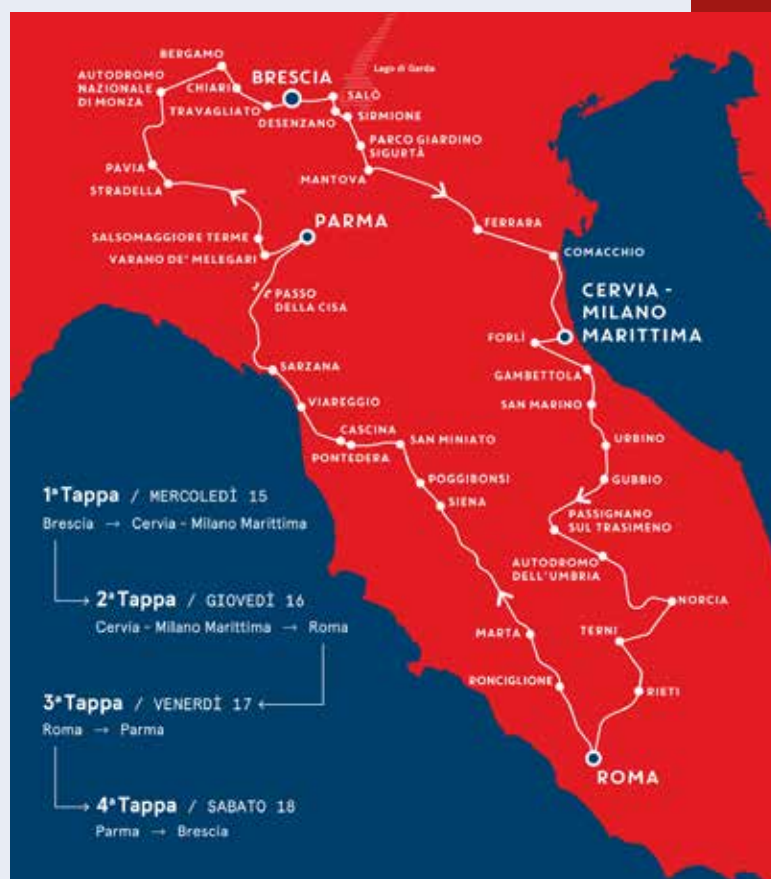 BERGAMO
AUTODROMO
NAZIONALE
DI MONZA
CHIARI
BRESCIA
Lago di Garda
TRAVAGLIATO
SALÒ
DESENZANO
SIRMIONE
PARCO GIARDINO
SIGURTÀ
PAVIA
STRADELLA
MANTOVA
FERRARA
PARMA
SALSOMAGGIORE TERME
VARANO DE' MELEGARI
COMACCHIO
PASSO
DELLA CISA
CERVIA -
MILANO
MARITTIMA
FORLÌ
SARZANA
GAMBETTOLA
VIAREGGIO
SAN MARINO
CASCINA
PONTEDERA
SAN MINIATO
URBINO
POGGIBONSI
GUBBIO
SIENA
PASSIGNANO
SUL TRASIMENO
AUTODROMO
DELL'UMBRIA
NORCIA
TERNI
MARTA
RONCIGLIONE
RIETI
ROMA
1ª Tappa / MERCOLEDÌ 15
Brescia → Cervia - Milano Marittima
2ª Tappa / GIOVEDÌ 16
Cervia - Milano Marittima → Roma
3ª Tappa / VENERDÌ 17
Roma → Parma
4ª Tappa / SABATO 18
Parma → Brescia